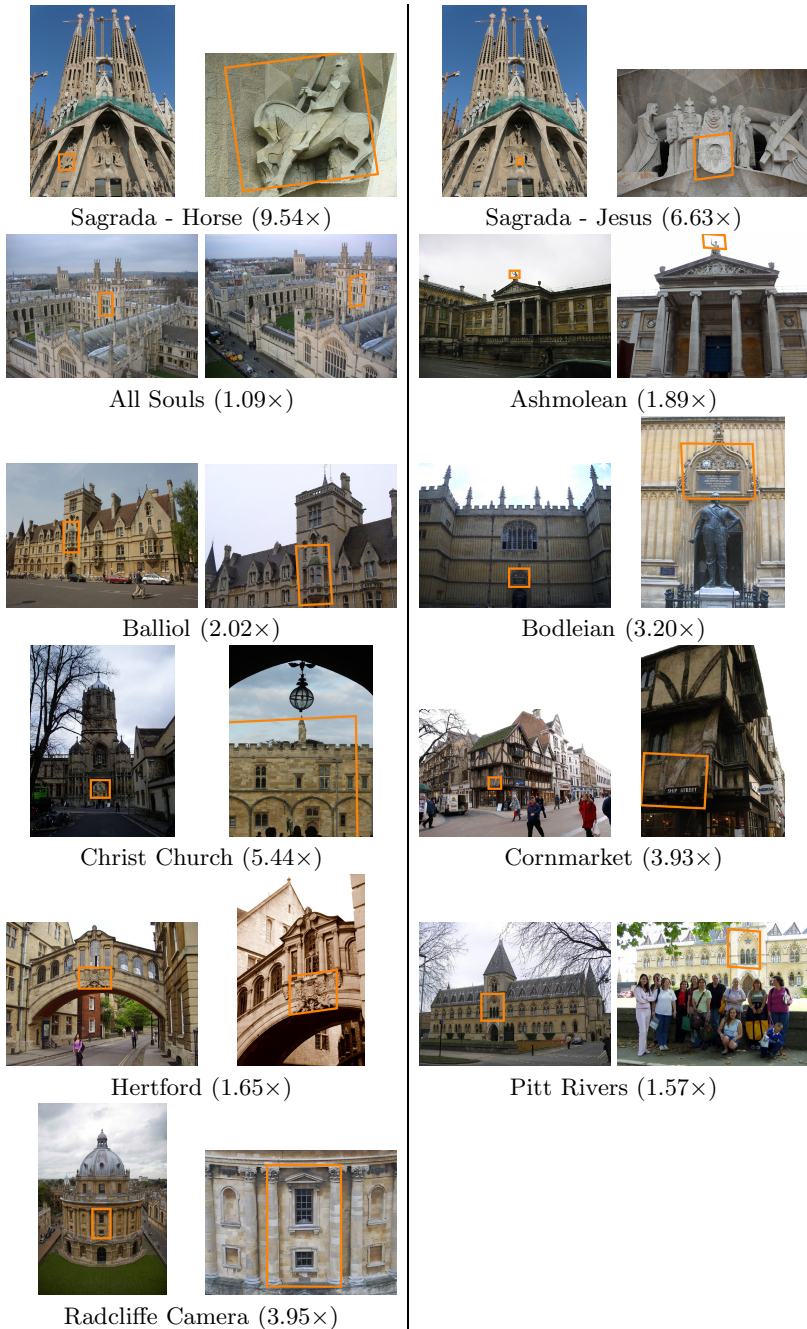 Sagrada - Horse (9.54×)
Sagrada - Jesus (6.63×)
All Souls (1.09×)
Ashmolean (1.89×)
Balliol (2.02×)
Bodleian (3.20×)
SHIP STREET
Christ Church (5.44×)
Cornmarket (3.93×)
Hertford (1.65×)
Pitt Rivers (1.57×)
Radcliffe Camera (3.95×)